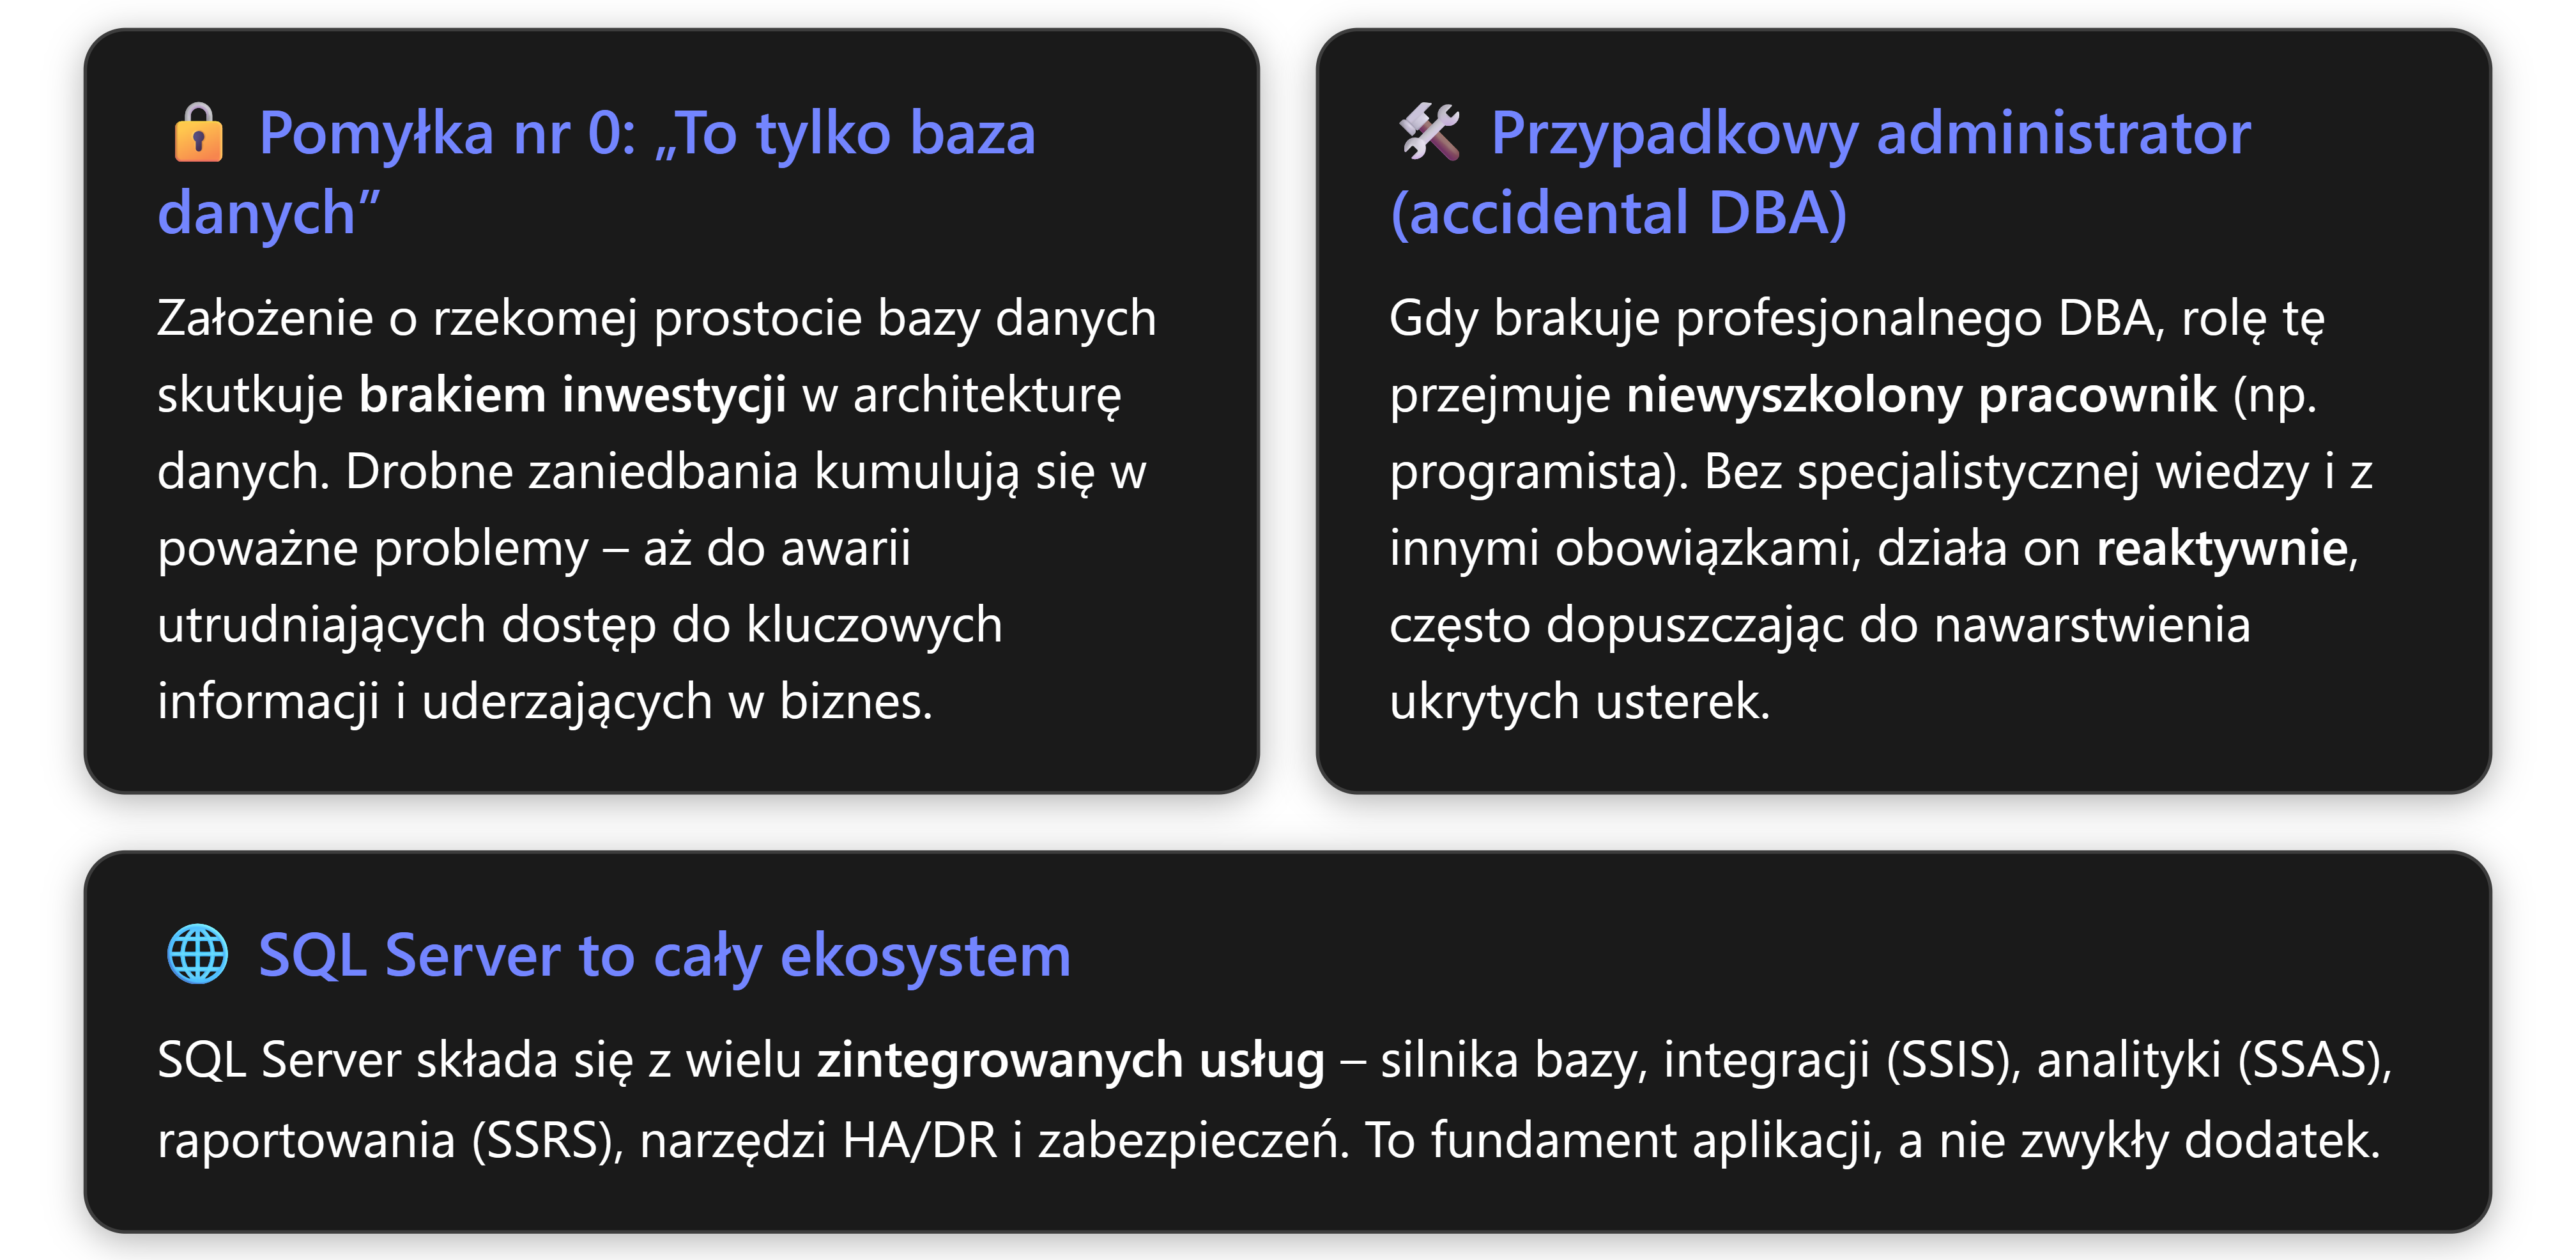 🔒 Pomyłka nr 0: „To tylko baza
danych”
Założenie o rzekomej prostocie bazy danych
skutkuje brakiem inwestycji w architekturę
danych. Drobne zaniedbania kumulują się w
poważne problemy – aż do awarii
utrudniających dostęp do kluczowych
informacji i uderzających w biznes.
🛠 Przypadkowy administrator
(accidental DBA)
Gdy brakuje profesjonalnego DBA, rolę tę
przejmuje niewyszkolony pracownik (np.
programista). Bez specjalistycznej wiedzy i z
innymi obowiązkami, działa on reaktywnie,
często dopuszczając do nawarstwienia
ukrytych usterek.
🌐 SQL Server to cały ekosystem
SQL Server składa się z wielu zintegrowanych usług – silnika bazy, integracji (SSIS), analityki (SSAS),
raportowania (SSRS), narzędzi HA/DR i zabezpieczeń. To fundament aplikacji, a nie zwykły dodatek.